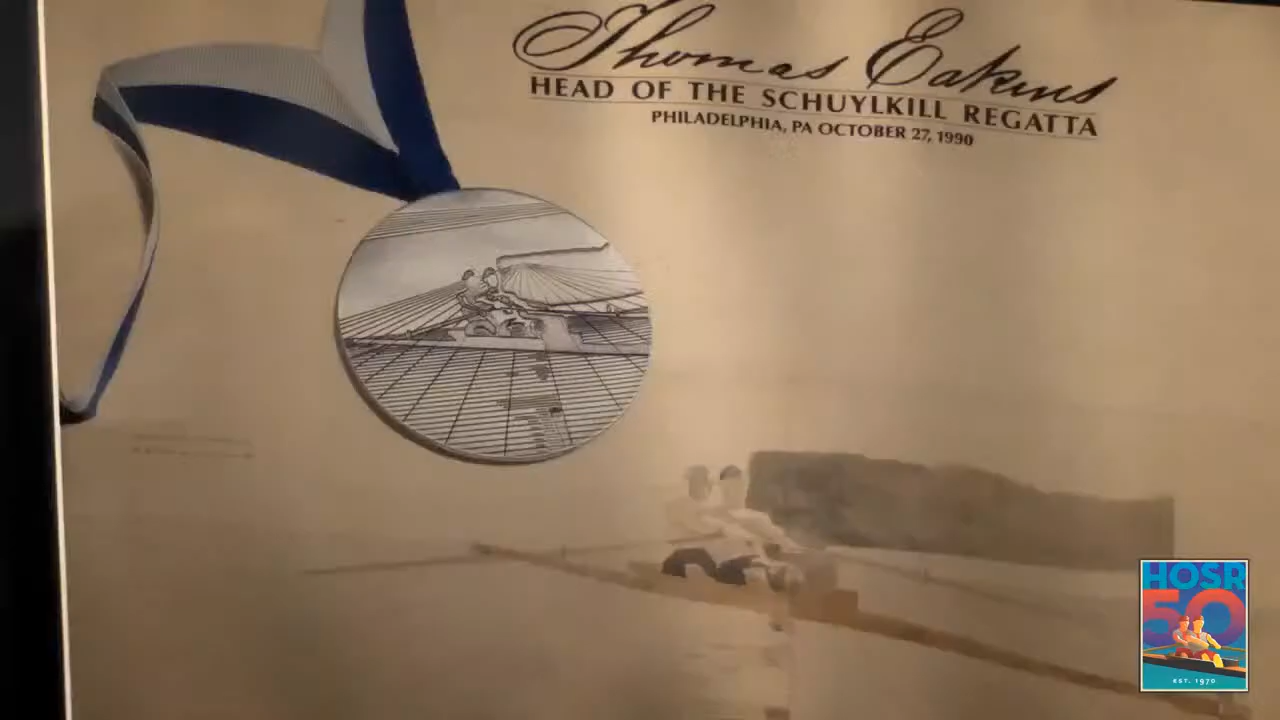 Thomas Eakins
HEAD OF THE SCHUYLKILL REGATTA
PHILADELPHIA, PA OCTOBER 27, 1990
HOSR
50
EST. 1970